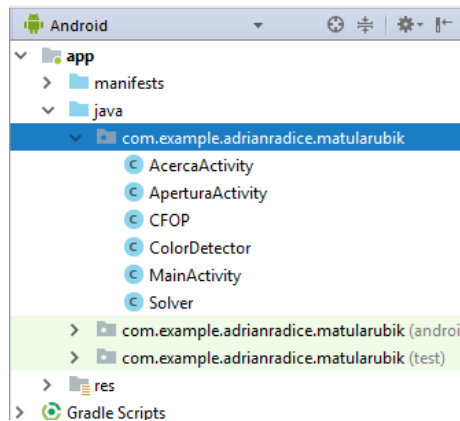 Android
app
manifests
java
com.example.adrianradice.matularubik
AcercaActivity
AperturaActivity
CFOP
ColorDetector
MainActivity
Solver
com.example.adrianradice.matularubik (androi
com.example.adrianradice.matularubik (test)
res
Gradle Scripts